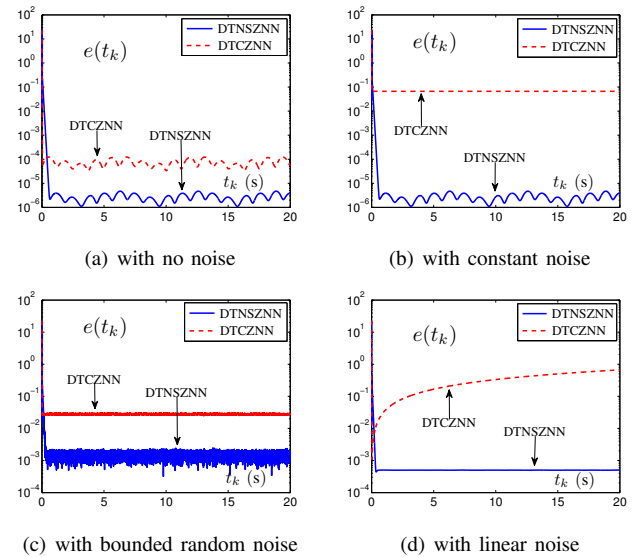 10^2
10^1
10^0
10^-1
10^-2
10^-3
10^-4
10^-5
10^-6
0 5 10 15 20
e(t_k)
DTNSZNN
DTCZNN
DTCZNN
DTNSZNN
t_k (s)
(a) with no noise
10^2
10^1
10^0
10^-1
10^-2
10^-3
10^-4
10^-5
10^-6
0 5 10 15 20
e(t_k)
DTNSZNN
DTCZNN
DTCZNN
DTNSZNN
t_k (s)
(b) with constant noise
10^2
10^1
10^0
10^-1
10^-2
10^-3
10^-4
0 5 10 15 20
e(t_k)
DTNSZNN
DTCZNN
DTCZNN
DTNSZNN
t_k (s)
(c) with bounded random noise
10^2
10^1
10^0
10^-1
10^-2
10^-3
10^-4
0 5 10 15 20
e(t_k)
DTNSZNN
DTCZNN
DTCZNN
DTNSZNN
t_k (s)
(d) with linear noise